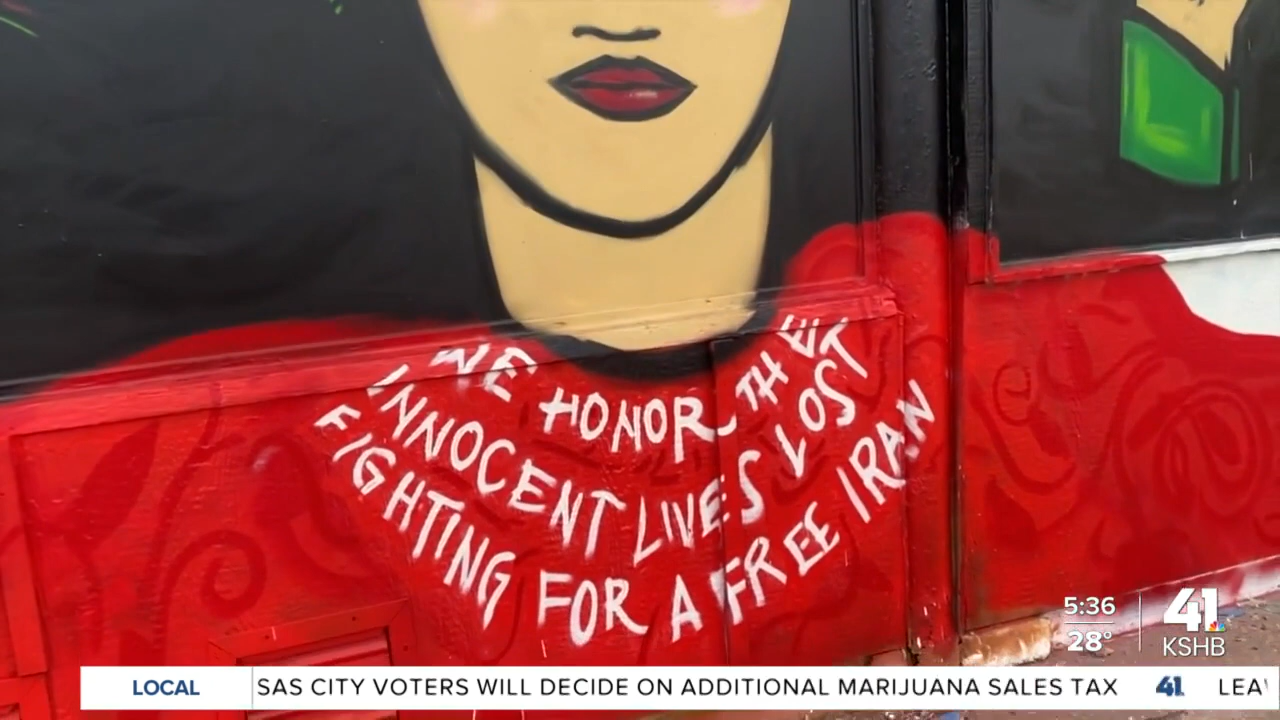 WE HONOR THE
INNOCENT LIVES LOST
FIGHTING FOR A FREE IRAN
5:36
28°
41
KSHB
LOCAL
SAS CITY VOTERS WILL DECIDE ON ADDITIONAL MARIJUANA SALES TAX 41 LEA